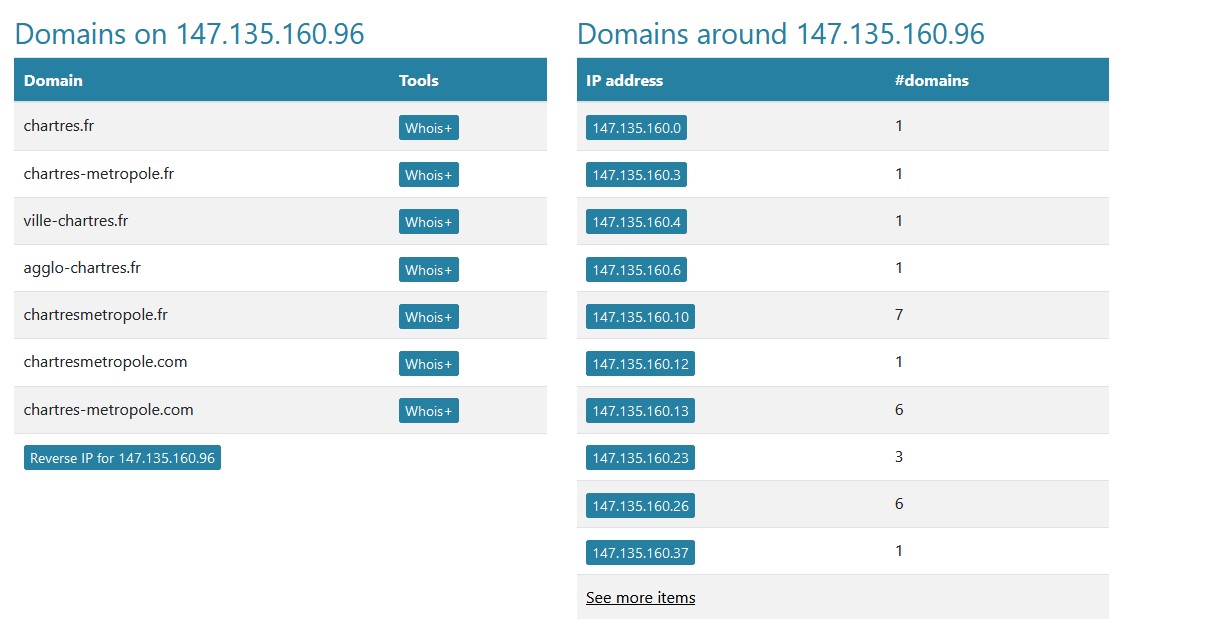 Domains on 147.135.160.96
Domain Tools
chartres.fr Whois+
chartres-metropole.fr Whois+
ville-chartres.fr Whois+
agglo-chartres.fr Whois+
chartresmetropole.fr Whois+
chartresmetropole.com Whois+
chartres-metropole.com Whois+
Reverse IP for 147.135.160.96
Domains around 147.135.160.96
IP address #domains
147.135.160.0 1
147.135.160.3 1
147.135.160.4 1
147.135.160.6 1
147.135.160.10 7
147.135.160.12 1
147.135.160.13 6
147.135.160.23 3
147.135.160.26 6
147.135.160.37 1
See more items